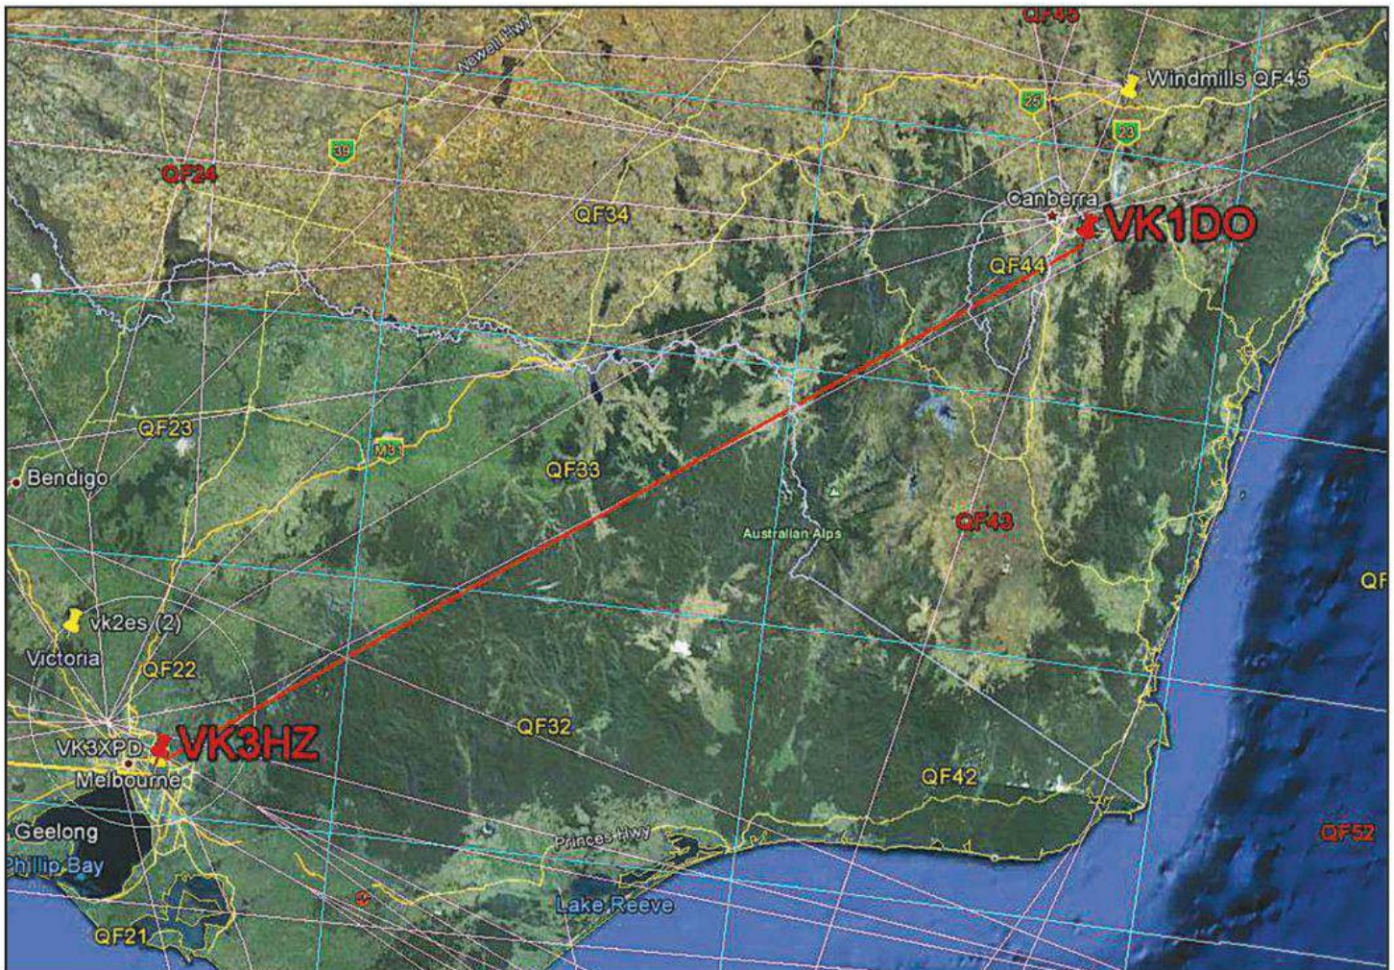 QF45
Newell Hwy
Windmills QF45
25
23
39
QF24
Canberra
QF34
VK1DO
QF44
QF23
M31
QF33
Bendigo
QF43
Australian Alps
QF
vk2es (2)
Victoria
QF22
QF32
VK3HZ
VK3XPD
Melbourne
QF42
Geelong
Princes Hwy
QF52
Phillip Bay
Lake Reeve
QF21